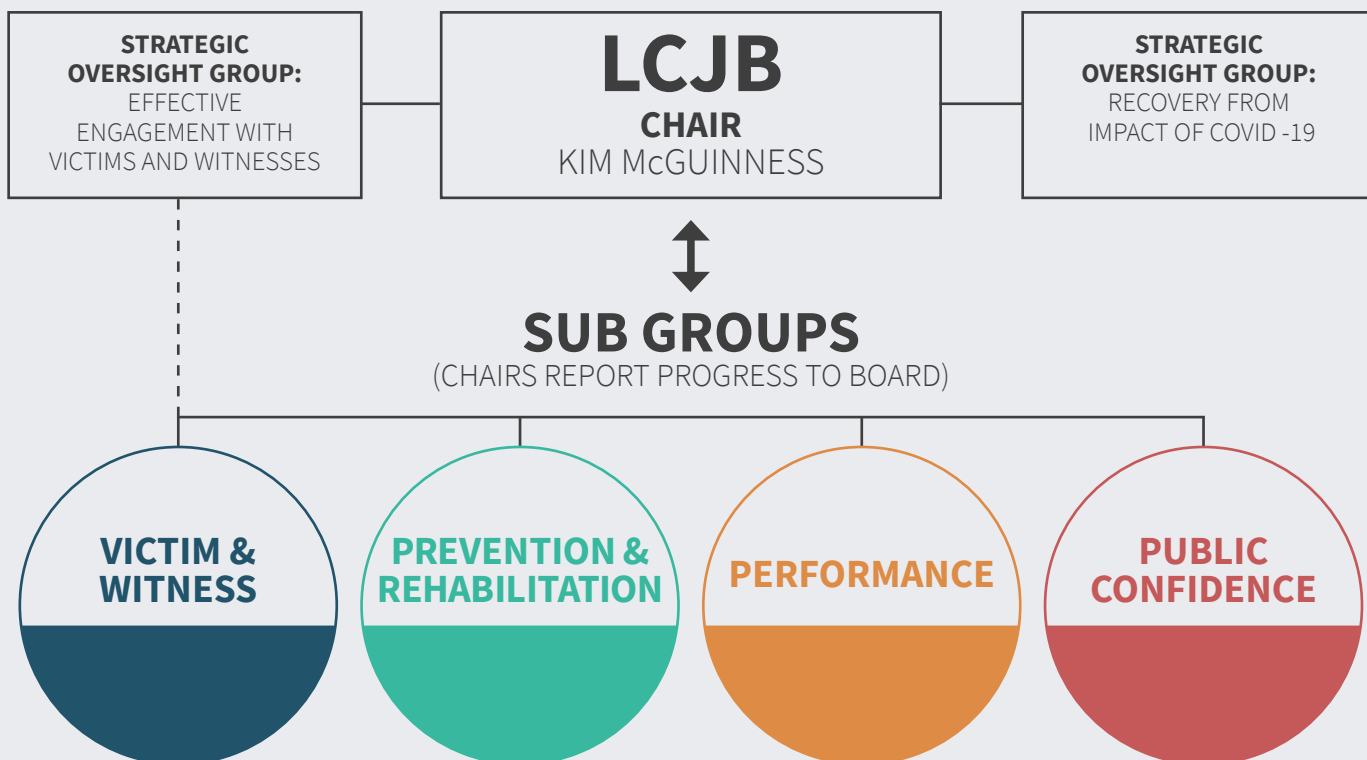 STRATEGIC
OVERSIGHT GROUP:
EFFECTIVE
ENGAGEMENT WITH
VICTIMS AND WITNESSES
LCJB
CHAIR
KIM McGUINNESS
STRATEGIC
OVERSIGHT GROUP:
RECOVERY FROM
IMPACT OF COVID -19
SUB GROUPS
(CHAIRS REPORT PROGRESS TO BOARD)
VICTIM &
WITNESS
PREVENTION &
REHABILITATION
PERFORMANCE
PUBLIC
CONFIDENCE